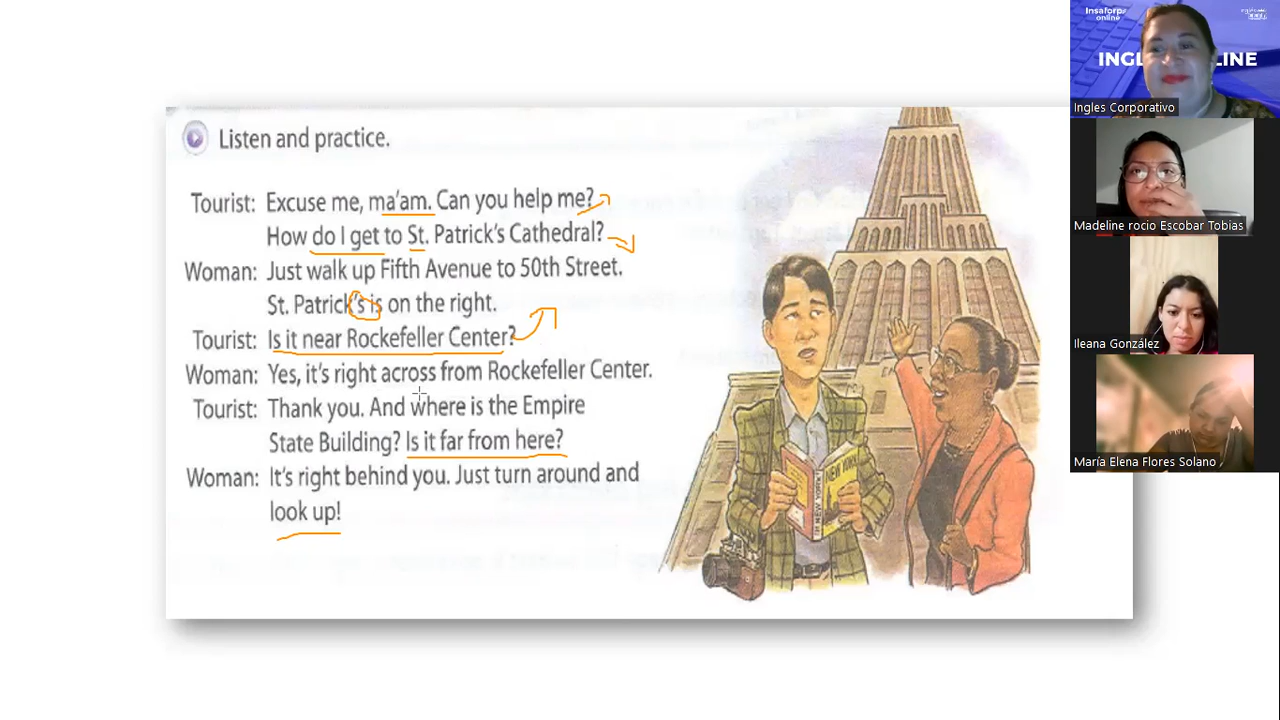 Listen and practice.
Tourist: Excuse me, ma'am. Can you help me?
How do I get to St. Patrick's Cathedral?
Woman: Just walk up Fifth Avenue to 50th Street.
St. Patrick's is on the right.
Tourist: Is it near Rockefeller Center?
Woman: Yes, it's right across from Rockefeller Center.
Tourist: Thank you. And where is the Empire
State Building? Is it far from here?
Woman: It's right behind you. Just turn around and
look up!
NEW YORK
Insaforp
online
INGL
LINE
Ingles Corporativo
Madeline rocio Escobar Tobias
Ileana González
María Elena Flores Solano